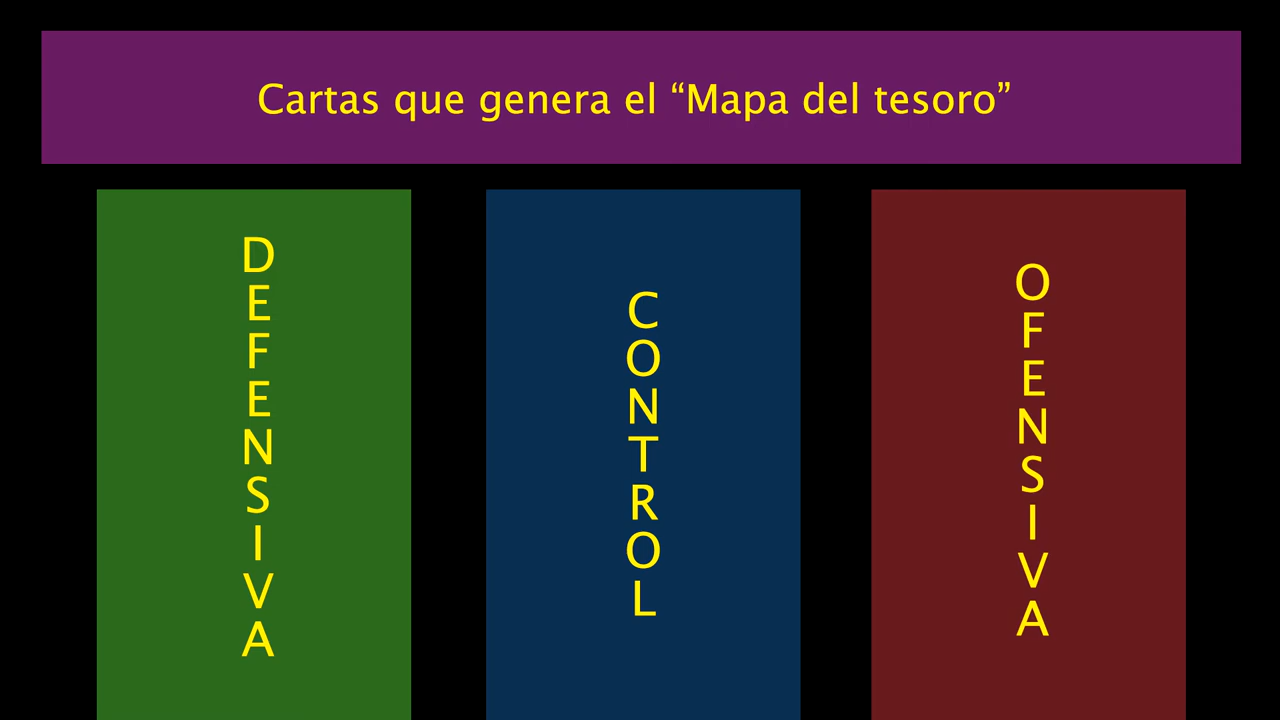 Cartas que genera el “Mapa del tesoro”
DEFENSIVA
CONTROL
OFENSIVA